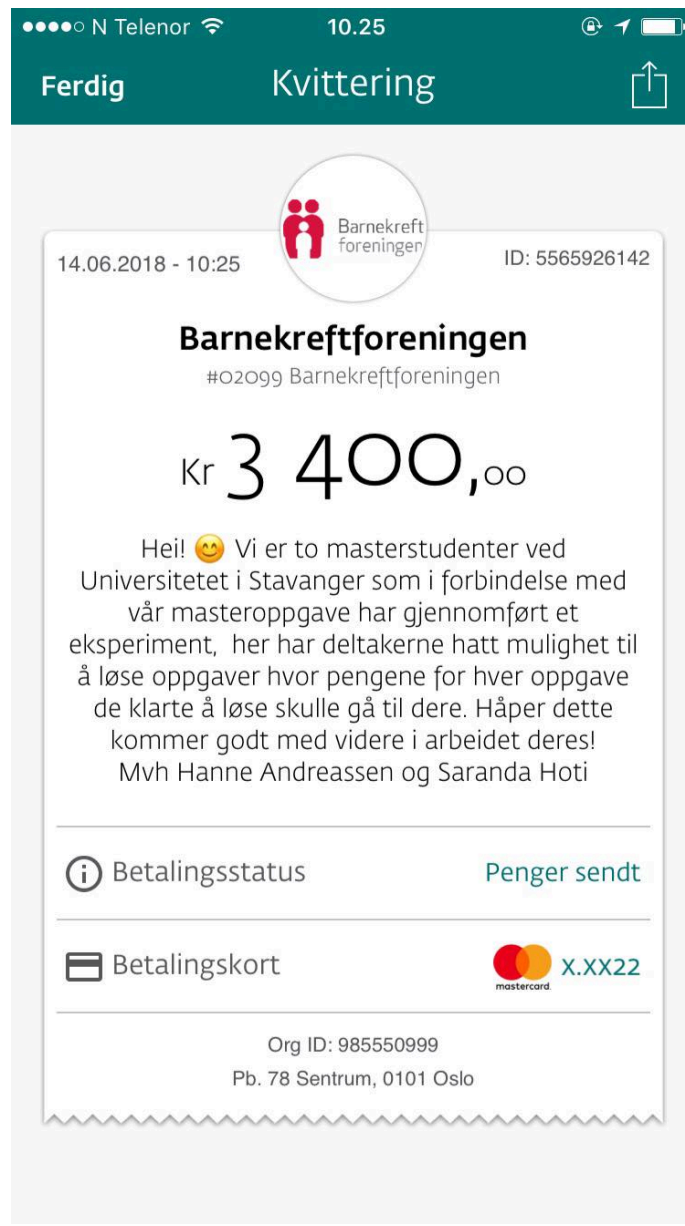 N Telenor 10.25
Ferdig Kvittering
Barnekreft
foreningen
14.06.2018 - 10:25 ID: 5565926142
Barnekreftforeningen
#02099 Barnekreftforeningen
Kr 3 400,00
Hei! 😊 Vi er to masterstudenter ved
Universitetet i Stavanger som i forbindelse med
vår masteroppgave har gjennomført et
eksperiment,  her har deltakerne hatt mulighet til
å løse oppgaver hvor pengene for hver oppgave
de klarte å løse skulle gå til dere. Håper dette
kommer godt med videre i arbeidet deres!
Mvh Hanne Andreassen og Saranda Hoti
Betalingsstatus Penger sendt
Betalingskort mastercard. X.XX22
Org ID: 985550999
Pb. 78 Sentrum, 0101 Oslo